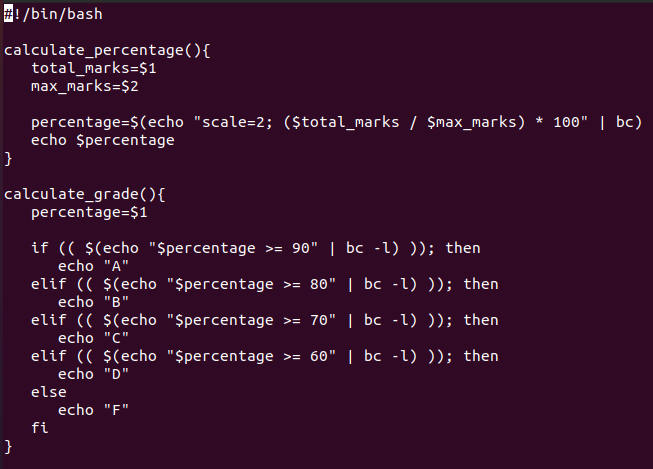 #!/bin/bash

calculate_percentage(){
   total_marks=$1
   max_marks=$2

   percentage=$(echo "scale=2; ($total_marks / $max_marks) * 100" | bc)
   echo $percentage
}

calculate_grade(){
   percentage=$1

   if (( $(echo "$percentage >= 90" | bc -l) )); then
      echo "A"
   elif (( $(echo "$percentage >= 80" | bc -l) )); then
      echo "B"
   elif (( $(echo "$percentage >= 70" | bc -l) )); then
      echo "C"
   elif (( $(echo "$percentage >= 60" | bc -l) )); then
      echo "D"
   else
      echo "F"
   fi
}